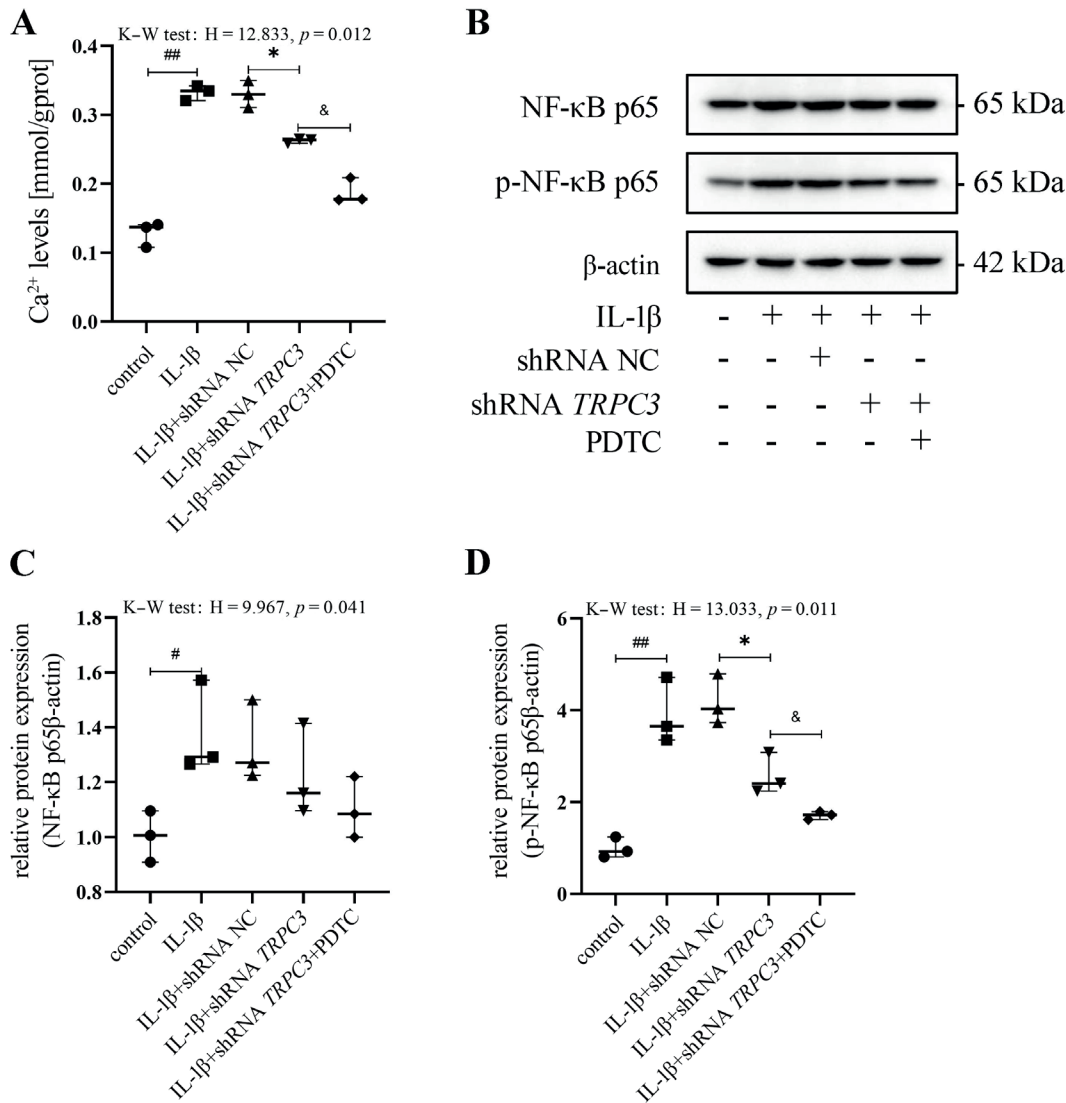 A
K–W test: H = 12.833, p = 0.012
Ca2+ levels [mmol/gprot]
0.4
0.3
0.2
0.1
0.0
##
*
&
control
IL-1β
IL-1β+shRNA NC
IL-1β+shRNA TRPC3
IL-1β+shRNA TRPC3+PDTC
B
NF-κB p65
65 kDa
p-NF-κB p65
65 kDa
β-actin
42 kDa
IL-1β - + + + +
shRNA NC - - + - -
shRNA TRPC3 - - - + +
PDTC - - - - +
C
K–W test: H = 9.967, p = 0.041
relative protein expression
(NF-κB p65β-actin)
1.8
1.6
1.4
1.2
1.0
0.8
#
control
IL-1β
IL-1β+shRNA NC
IL-1β+shRNA TRPC3
IL-1β+shRNA TRPC3+PDTC
D
K–W test: H = 13.033, p = 0.011
relative protein expression
(p-NF-κB p65β-actin)
6
4
2
0
##
*
&
control
IL-1β
IL-1β+shRNA NC
IL-1β+shRNA TRPC3
IL-1β+shRNA TRPC3+PDTC